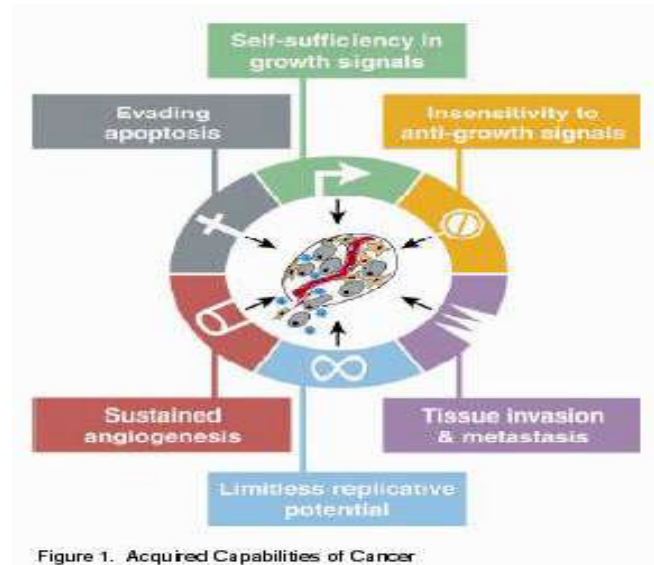 Self-sufficiency in
growth signals
Evading
apoptosis
Insensitivity to
anti-growth signals
Sustained
angiogenesis
Tissue invasion
& metastasis
Limitless replicative
potential
Figure 1. Acquired Capabilities of Cancer